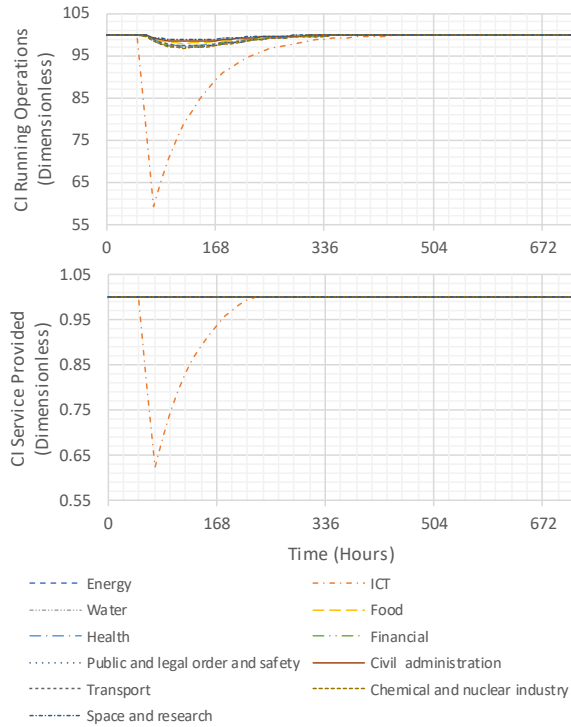 CI Running Operations
(Dimensionless)
105
95
85
75
65
55
0
168
336
504
672
CI Service Provided
(Dimensionless)
1.05
0.95
0.85
0.75
0.65
0.55
0
168
336
504
672
Time (Hours)
Energy
ICT
Water
Food
Health
Financial
Public and legal order and safety
Civil administration
Transport
Chemical and nuclear industry
Space and research